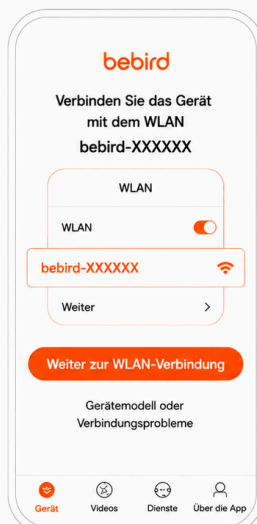 bebird
Verbinden Sie das Gerät
mit dem WLAN
bebird-XXXXXX
WLAN
WLAN
bebird-XXXXXX
Weiter
Weiter zur WLAN-Verbindung
Gerätemodell oder
Verbindungsprobleme
Gerät Videos Dienste Über die App